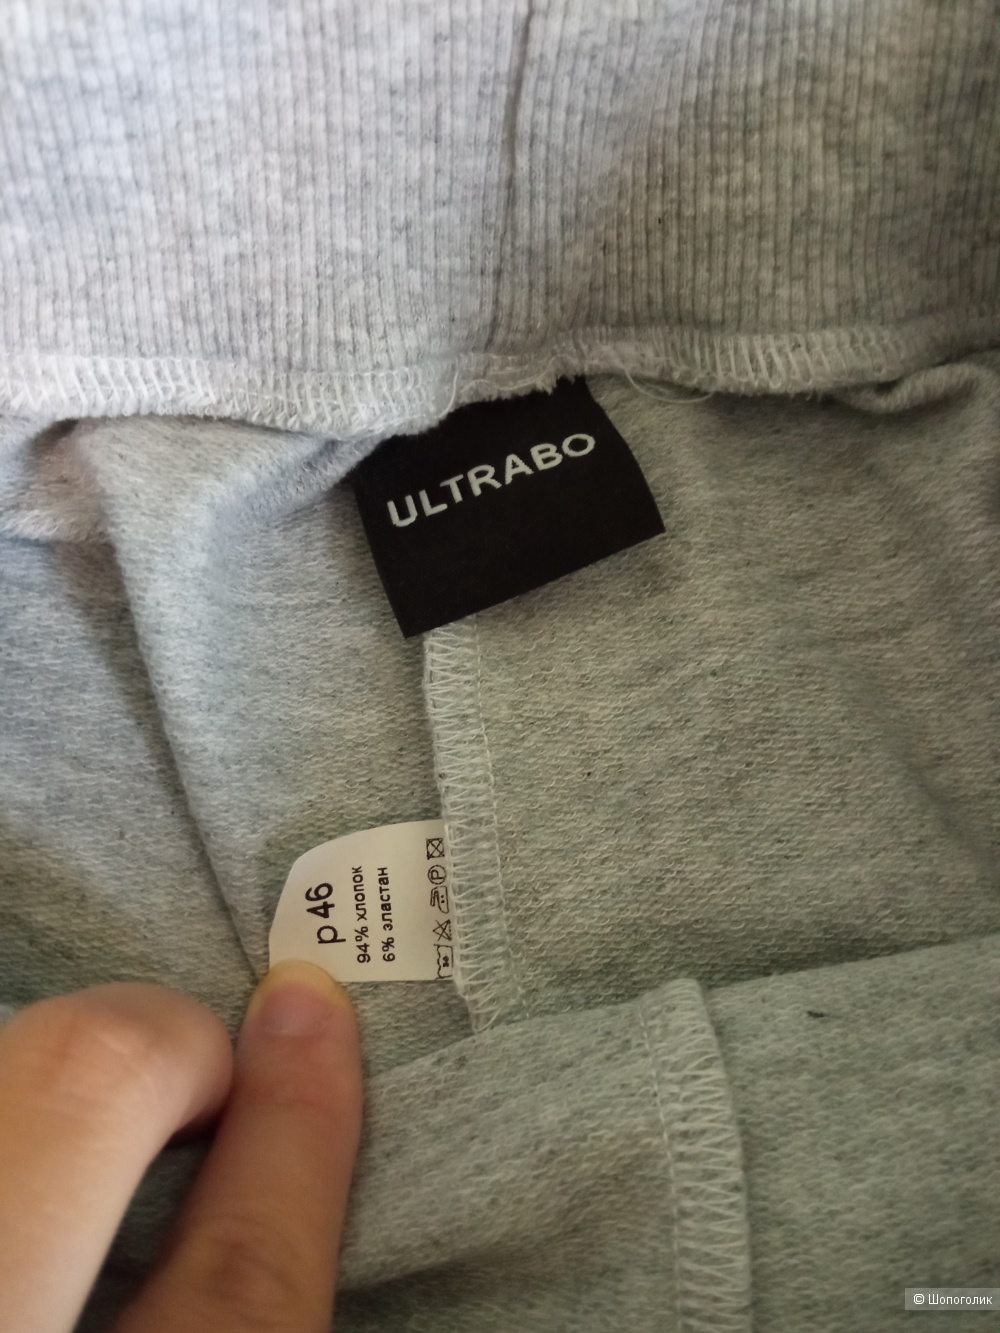 ULTRABO
р 46
94% хлопок
6% эластан
P
© Шопоголик